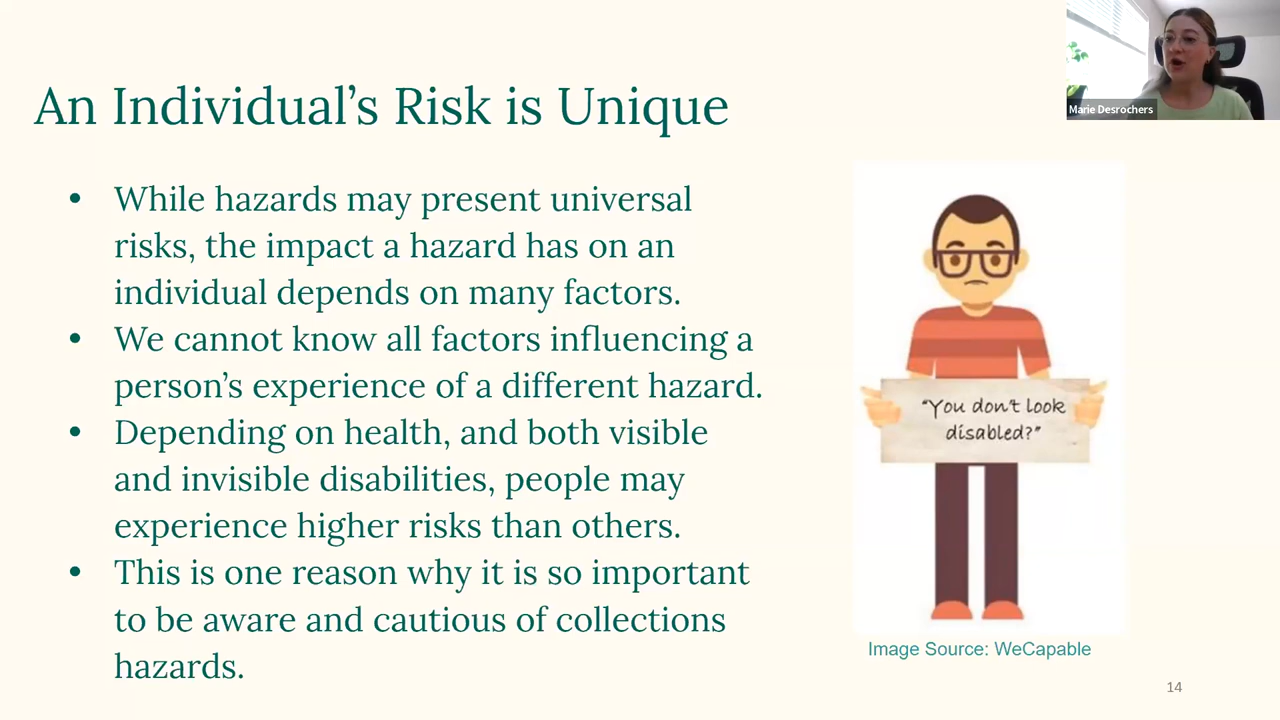 Marie Desrochers
An Individual’s Risk is Unique
• While hazards may present universal
risks, the impact a hazard has on an
individual depends on many factors.
• We cannot know all factors influencing a
person’s experience of a different hazard.
• Depending on health, and both visible
and invisible disabilities, people may
experience higher risks than others.
• This is one reason why it is so important
to be aware and cautious of collections
hazards.
“You don’t look
disabled?”
Image Source: WeCapable
14